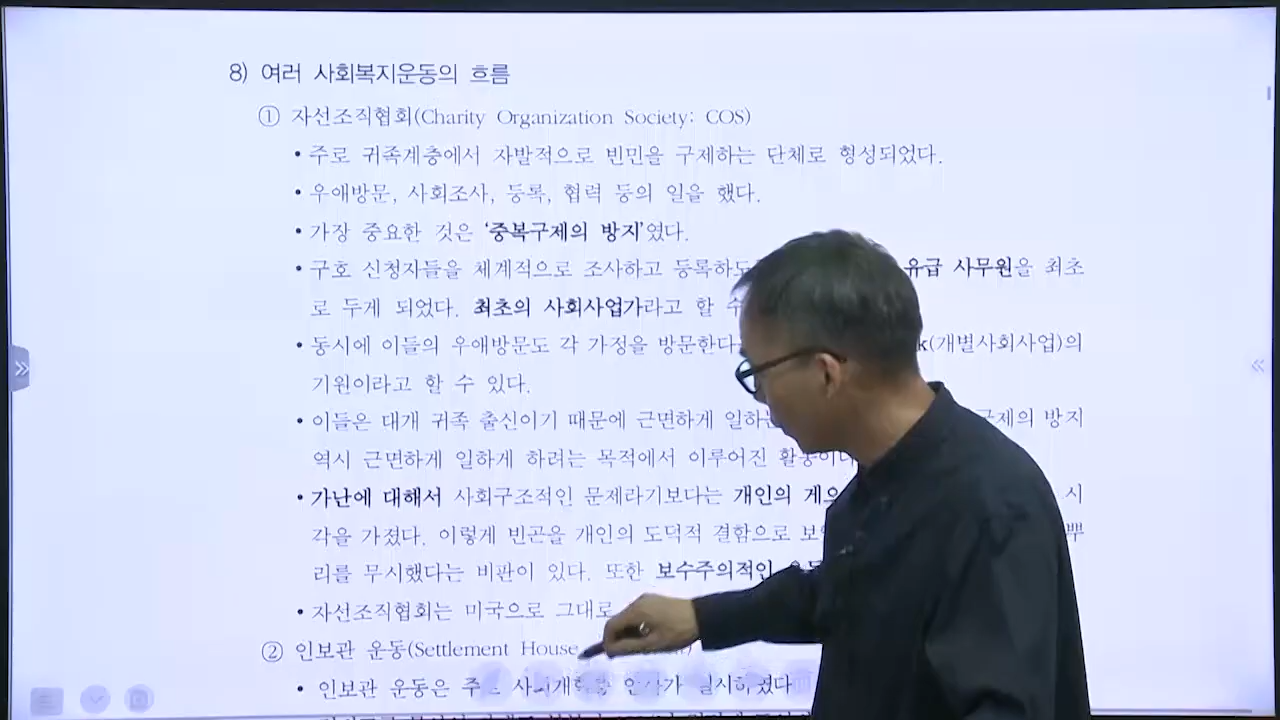 8) 여러 사회복지운동의 흐름
① 자선조직협회(Charity Organization Society: COS)
• 주로 귀족계층에서 자발적으로 빈민을 구제하는 단체로 형성되었다.
• 우애방문, 사회조사, 등록, 협력 등의 일을 했다.
• 가장 중요한 것은 '중복구제의 방지'였다.
• 구호 신청자들을 체계적으로 조사하고 등록하도 유급 사무원을 최초
로 두게 되었다. 최초의 사회사업가라고 할 수
• 동시에 이들의 우애방문도 각 가정을 방문한다 k(개별사회사업)의
기원이라고 할 수 있다.
• 이들은 대개 귀족 출신이기 때문에 근면하게 일하는 구제의 방지
역시 근면하게 일하게 하려는 목적에서 이루어진 활동이다
• 가난에 대해서 사회구조적인 문제라기보다는 개인의 게으 시
각을 가졌다. 이렇게 빈곤을 개인의 도덕적 결함으로 보 뿌
리를 무시했다는 비판이 있다. 또한 보수주의적인
• 자선조직협회는 미국으로 그대로
② 인보관 운동(Settlement House
• 인보관 운동은 주로 사회개혁 실시하였다